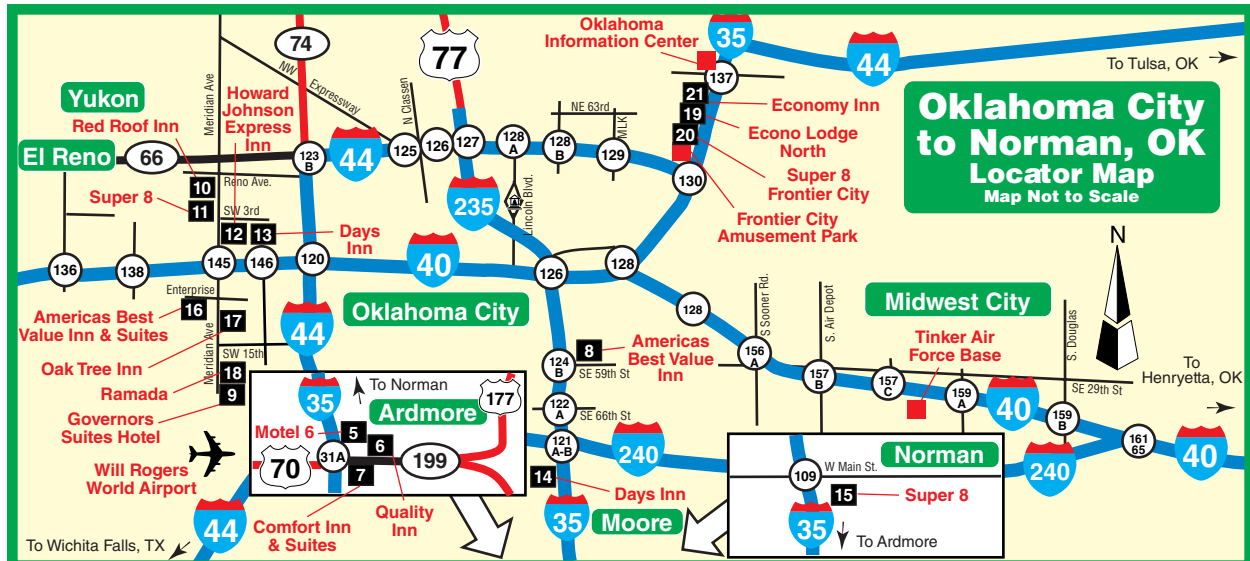 Oklahoma City
to Norman, OK
Locator Map
Map Not to Scale
N
Oklahoma
Information Center
35
44
To Tulsa, OK
137
74
77
NW Expressway
Meridian Ave
N Classen
Yukon
Red Roof Inn
Howard
Johnson
Express
Inn
El Reno
66
123
B
44
125
126
127
128
A
128
B
129
130
NE 63rd
MLK
21
Economy Inn
19
Econo Lodge
North
20
Super 8
Frontier City
Frontier City
Amusement Park
Reno Ave.
10
Super 8
11
SW 3rd
12
13
Days
Inn
235
Lincoln Blvd.
136
138
145
146
120
40
126
128
128
Enterprise
16
Americas Best
Value Inn & Suites
17
Oak Tree Inn
Meridian Ave
SW 15th
18
Ramada
9
Governors
Suites Hotel
44
Oklahoma City
Will Rogers
World Airport
44
To Wichita Falls, TX
8
Americas
Best Value
Inn
124
B
SE 59th St
122
A
SE 66th St
121
A-B
240
14
Days Inn
35
Moore
S Sooner Rd.
S. Air Depot
S. Douglas
Midwest City
156
A
157
B
157
C
Tinker Air
Force Base
159
A
40
SE 29th St
159
B
To
Henryetta, OK
161
65
240
40
35
To Norman
Ardmore
177
Motel 6
5
6
70
31A
199
7
Comfort Inn
& Suites
Quality
Inn
Norman
109
W Main St.
15
Super 8
35
To Ardmore